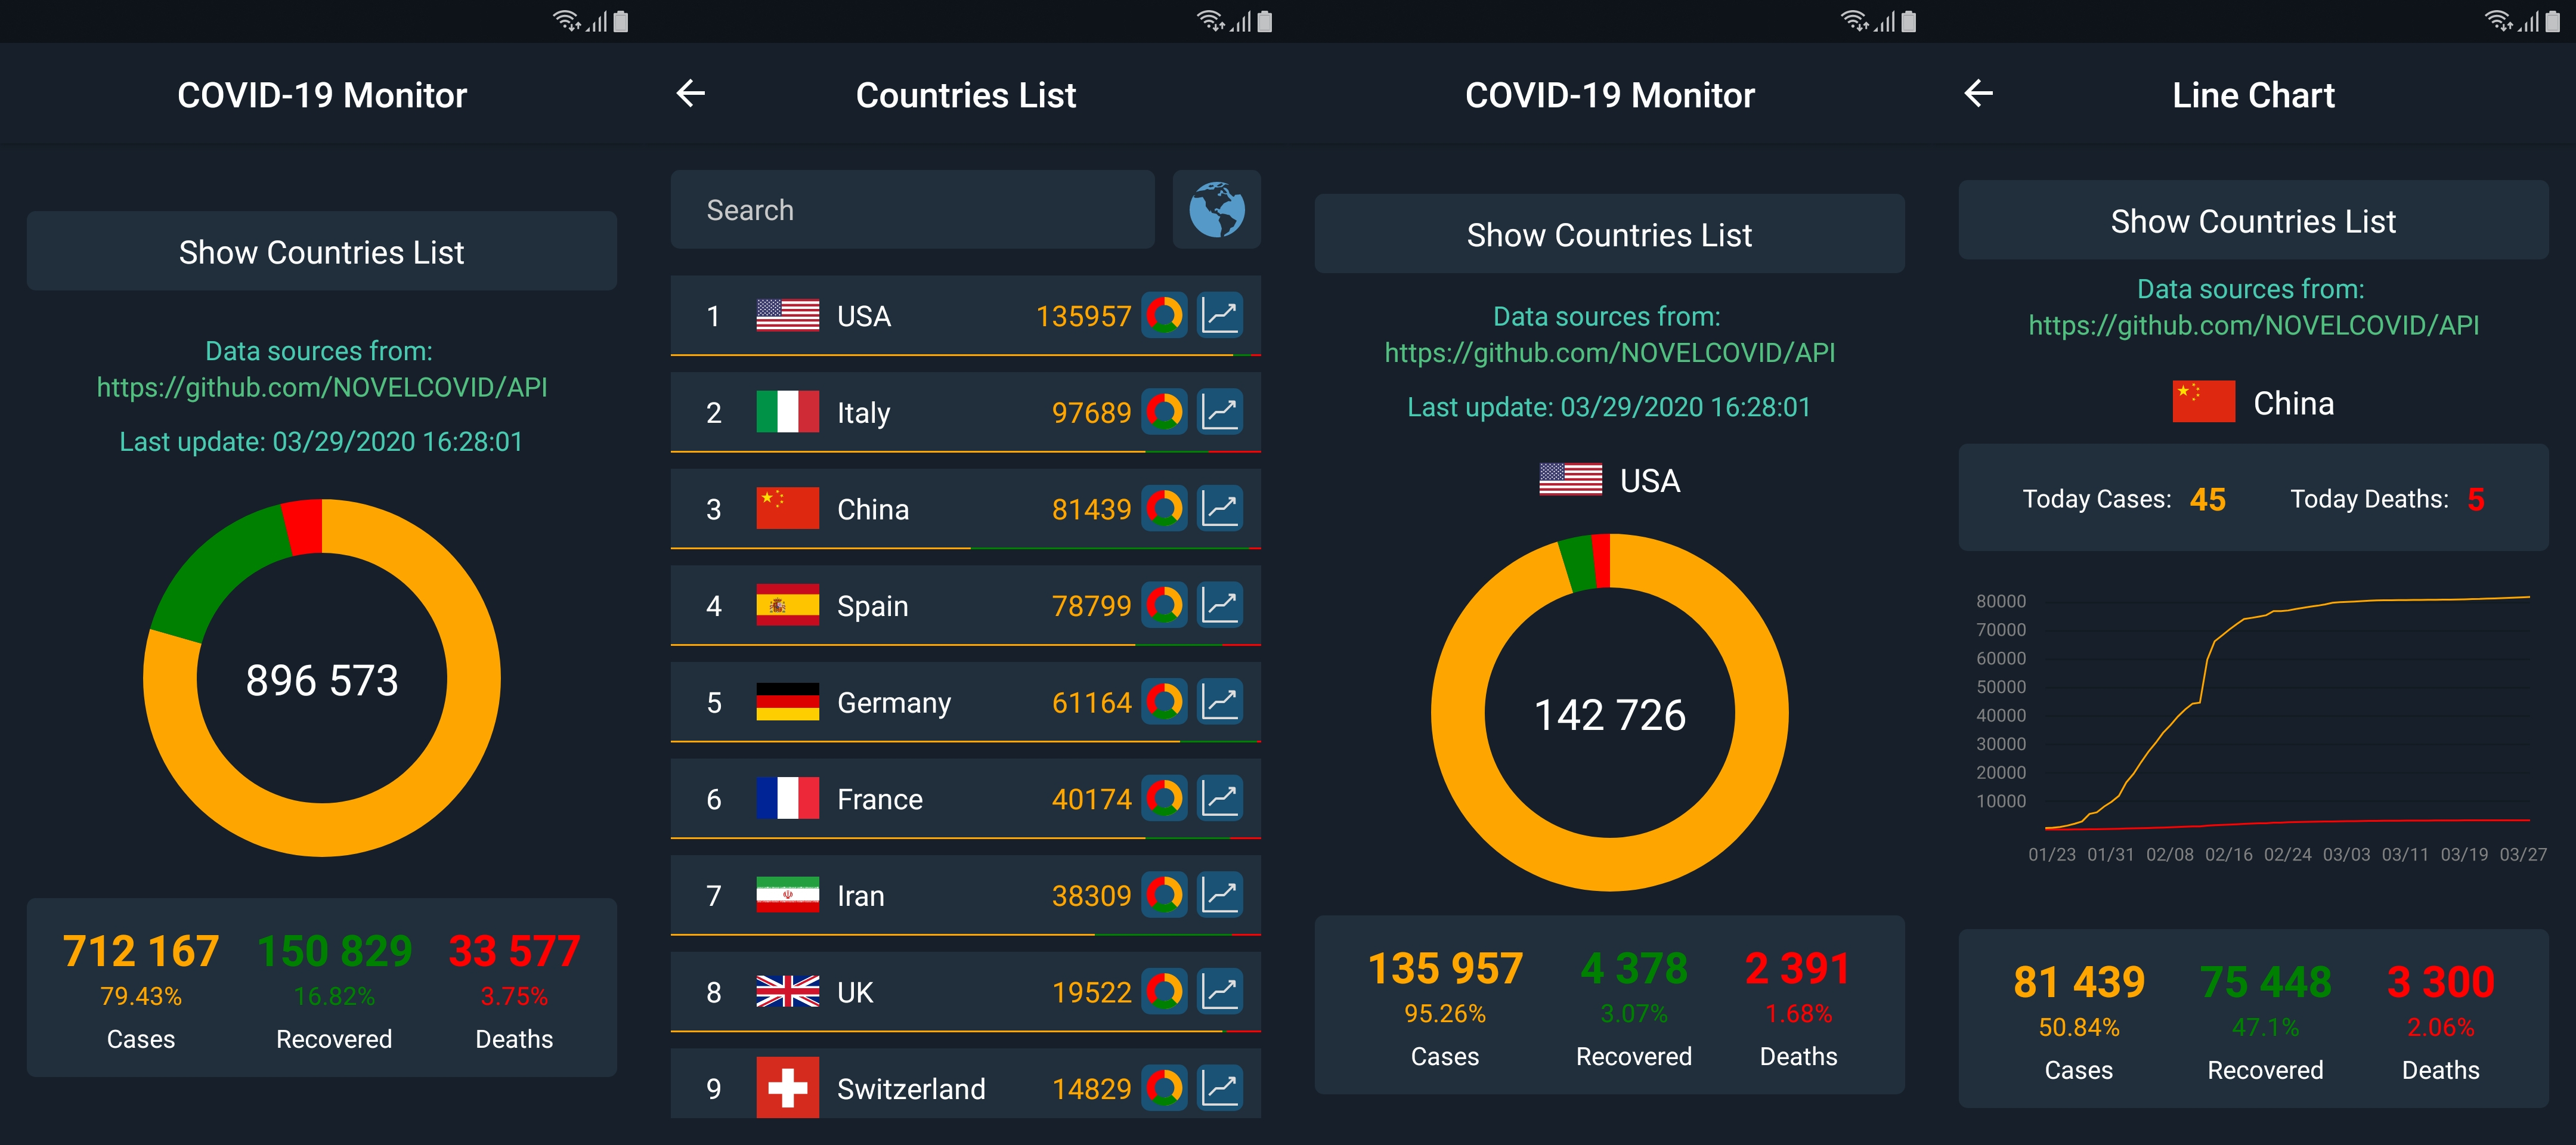 COVID-19 Monitor
Show Countries List
Data sources from:
https://github.com/NOVELCOVID/API
Last update: 03/29/2020 16:28:01
896 573
712 167 150 829 33 577
79.43% 16.82% 3.75%
Cases Recovered Deaths
Countries List
Search
1 USA 135957
2 Italy 97689
3 China 81439
4 Spain 78799
5 Germany 61164
6 France 40174
7 Iran 38309
8 UK 19522
9 Switzerland 14829
COVID-19 Monitor
Show Countries List
Data sources from:
https://github.com/NOVELCOVID/API
Last update: 03/29/2020 16:28:01
USA
142 726
135 957 4 378 2 391
95.26% 3.07% 1.68%
Cases Recovered Deaths
Line Chart
Show Countries List
Data sources from:
https://github.com/NOVELCOVID/API
China
Today Cases: 45 Today Deaths: 5
80000
70000
60000
50000
40000
30000
20000
10000
01/23 01/31 02/08 02/16 02/24 03/03 03/11 03/19 03/27
81 439 75 448 3 300
50.84% 47.1% 2.06%
Cases Recovered Deaths